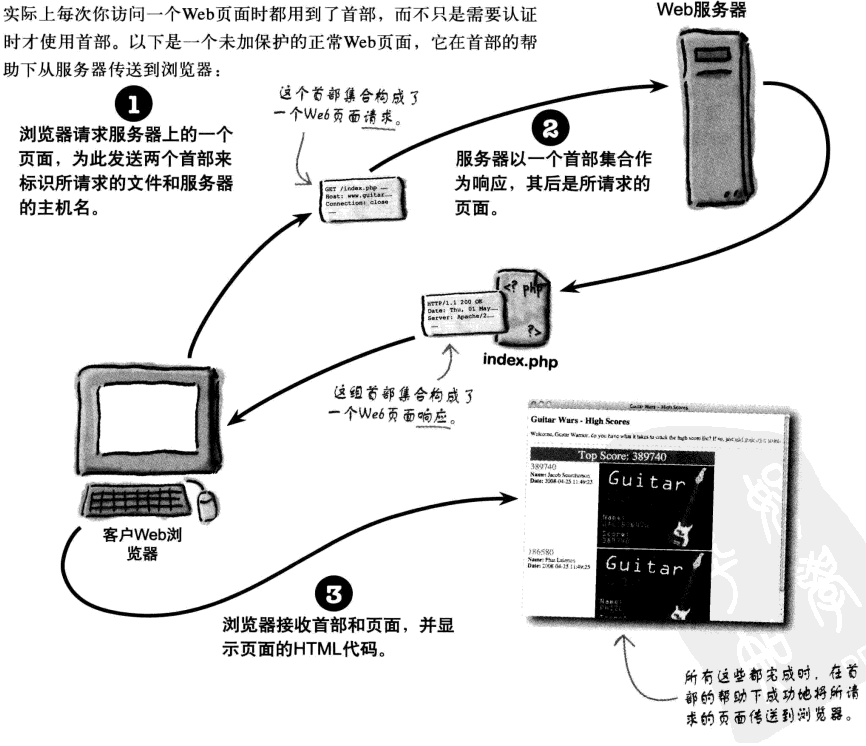 实际上每次你访问一个Web页面时都用到了首部，而不只是需要认证
时才使用首部。以下是一个未加保护的正常Web页面，它在首部的帮
助下从服务器传送到浏览器：
Web服务器
1
浏览器请求服务器上的一个
页面，为此发送两个首部来
标识所请求的文件和服务器
的主机名。
这个首部集合构成了
一个Web页面请求。
GET /index.php
Host: www.guitar
Connection: close
2
服务器以一个首部集合作
为响应，其后是所请求的
页面。
HTTP/1.1 200 OK
Date: Thu, 01 May
Server: Apache/2
<? php
?>
index.php
这组首部集合构成了
一个Web页面响应。
客户Web浏
览器
Guitar Wars - High Scores
Guitar Wars - High Scores
Welcome, Guitar Warrior, do you have what it takes to crack the high score list? If so, just
Top Score: 389740
389740
Name: Jacob Scorcherson
Date: 2008-04-25 11:49:23
Guitar
Name:
Score:
389740
186580
Name: Phiz Lairston
Date: 2008-04-25 11:49:25
Guitar
Name:
3
浏览器接收首部和页面，并显
示页面的HTML代码。
所有这些都完成时，在首
部的帮助下成功地将所请
求的页面传送到浏览器。